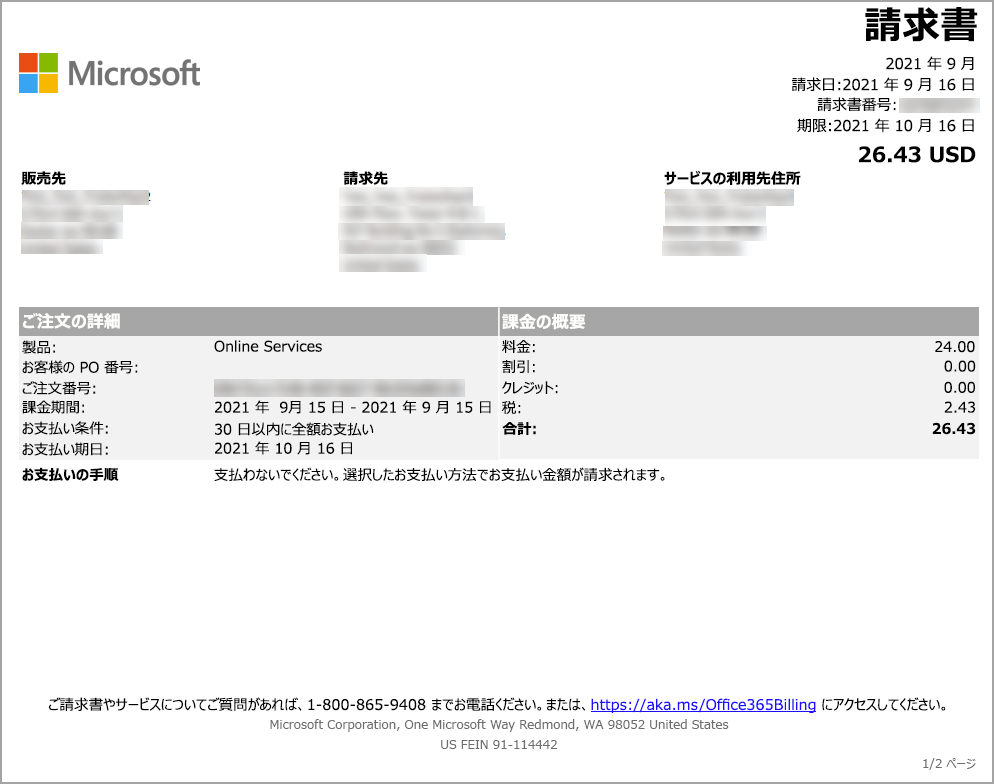 請求書
Microsoft
2021 年 9 月
請求日:2021 年 9 月 16 日
請求書番号:
期限:2021 年 10 月 16 日
26.43 USD
販売先
請求先
サービスの利用先住所
ご注文の詳細
製品: Online Services
お客様の PO 番号:
ご注文番号:
課金期間: 2021 年 9月 15 日 - 2021 年 9 月 15 日
お支払い条件: 30 日以内に全額お支払い
お支払い期日: 2021 年 10 月 16 日
課金の概要
料金: 24.00
割引: 0.00
クレジット: 0.00
税: 2.43
合計: 26.43
お支払いの手順 支払わないでください。選択したお支払い方法でお支払い金額が請求されます。
ご請求書やサービスについてご質問があれば、1-800-865-9408 までお電話ください。または、https://aka.ms/Office365Billing にアクセスしてください。
Microsoft Corporation, One Microsoft Way Redmond, WA 98052 United States
US FEIN 91-114442
1/2 ページ